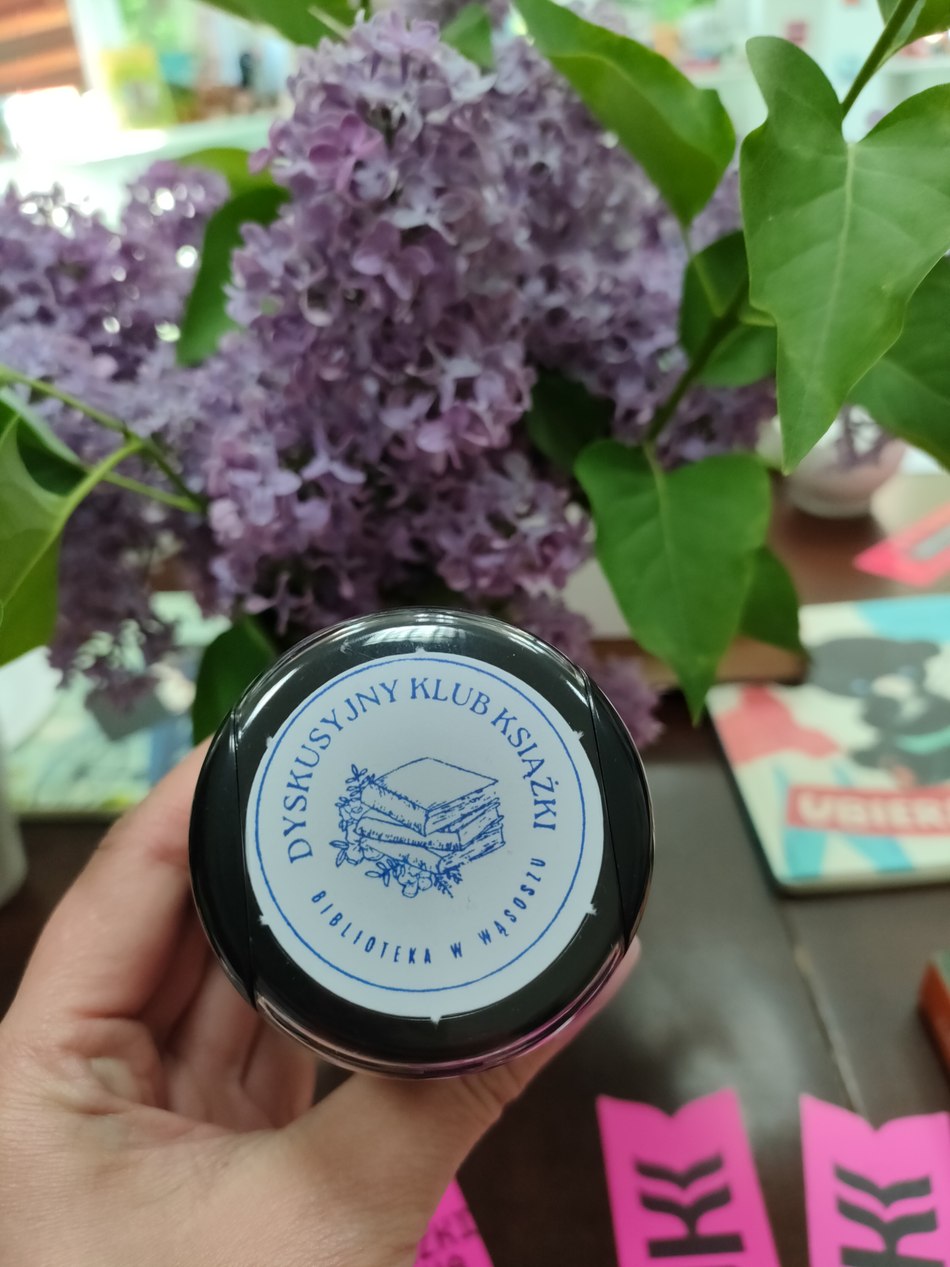 DYSKUSYJNY KLUB KSIĄŻKI
BIBLIOTEKA W WĄSOSZU